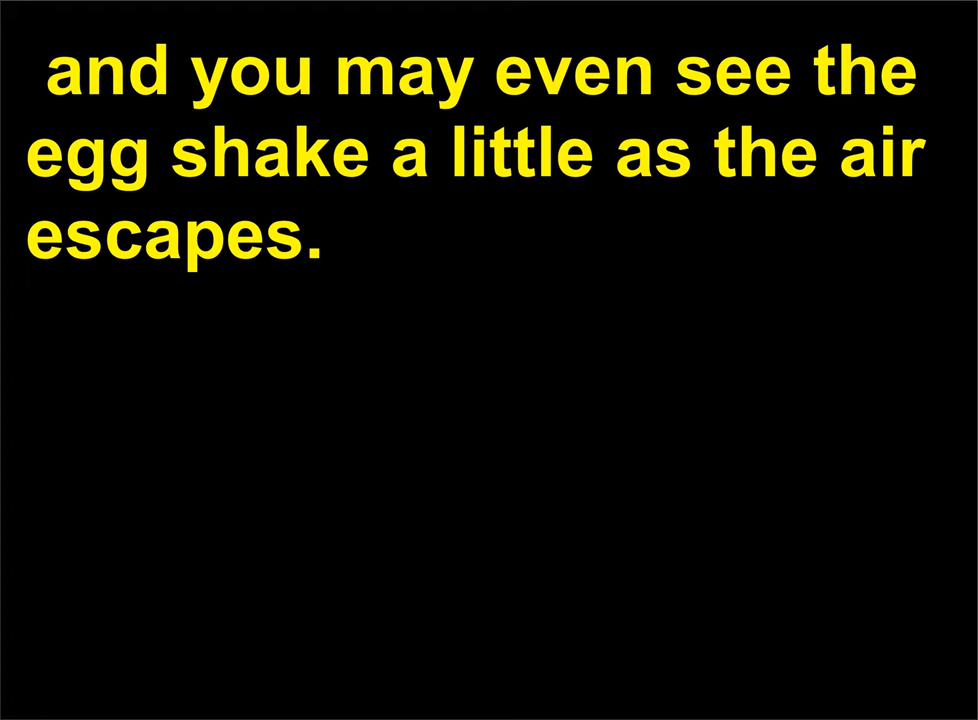 and you may even see the
egg shake a little as the air
escapes.